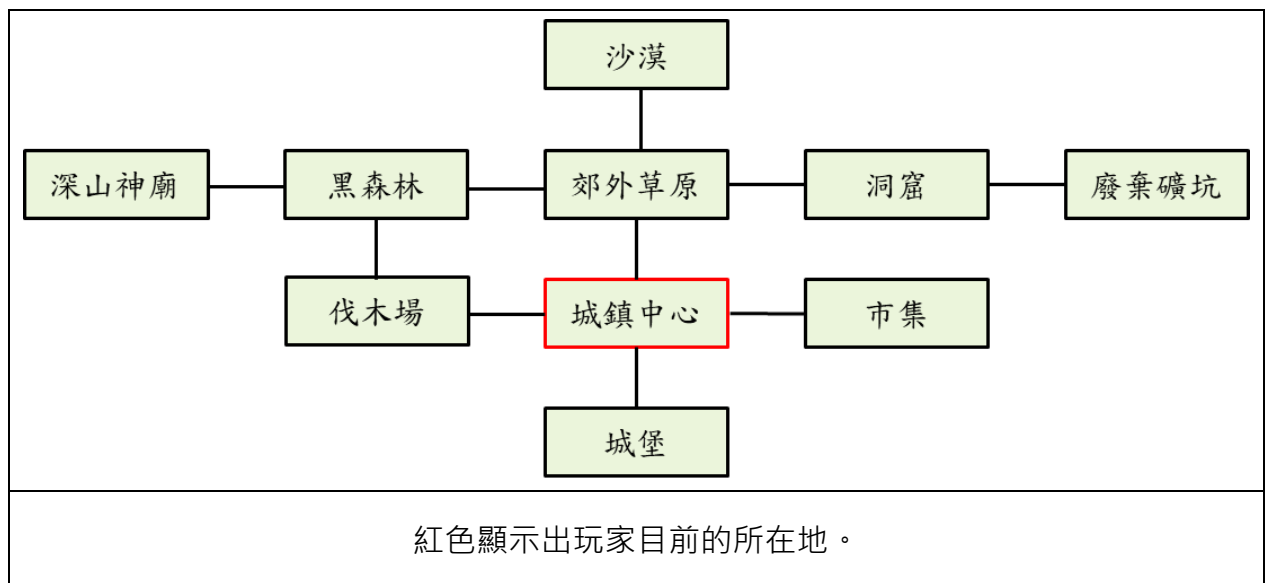 沙漠
深山神廟 黑森林 郊外草原 洞窟 廢棄礦坑
伐木場 城鎮中心 市集
城堡
紅色顯示出玩家目前的所在地。